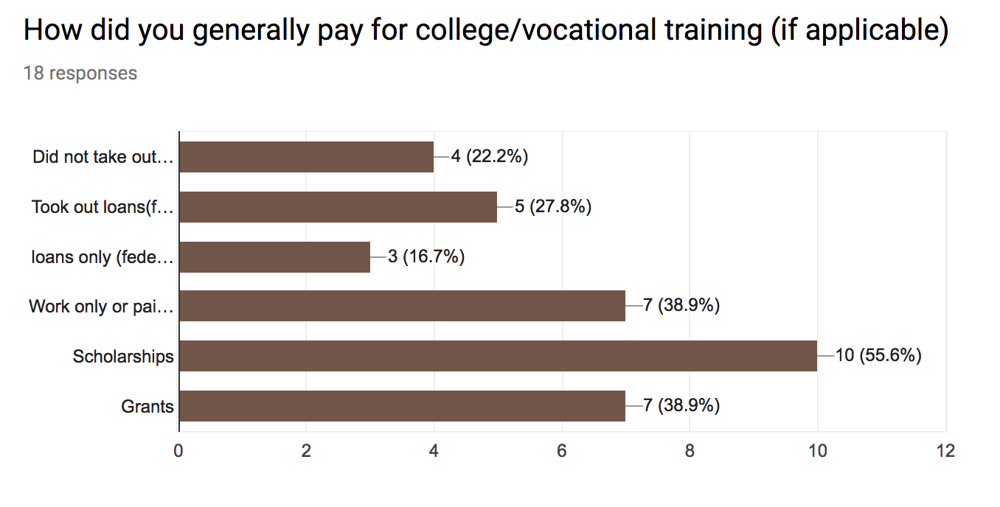 How did you generally pay for college/vocational training (if applicable)
18 responses
Did not take out… 4 (22.2%)
Took out loans(f… 5 (27.8%)
loans only (fede… 3 (16.7%)
Work only or pai… 7 (38.9%)
Scholarships 10 (55.6%)
Grants 7 (38.9%)
0 2 4 6 8 10 12